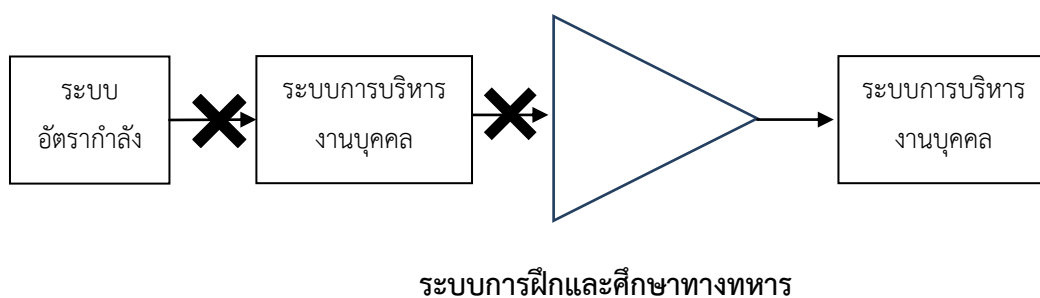 ระบบ
อัตรากำลัง
ระบบการบริหาร
งานบุคคล
ระบบการบริหาร
งานบุคคล
ระบบการฝึกและศึกษาทางทหาร